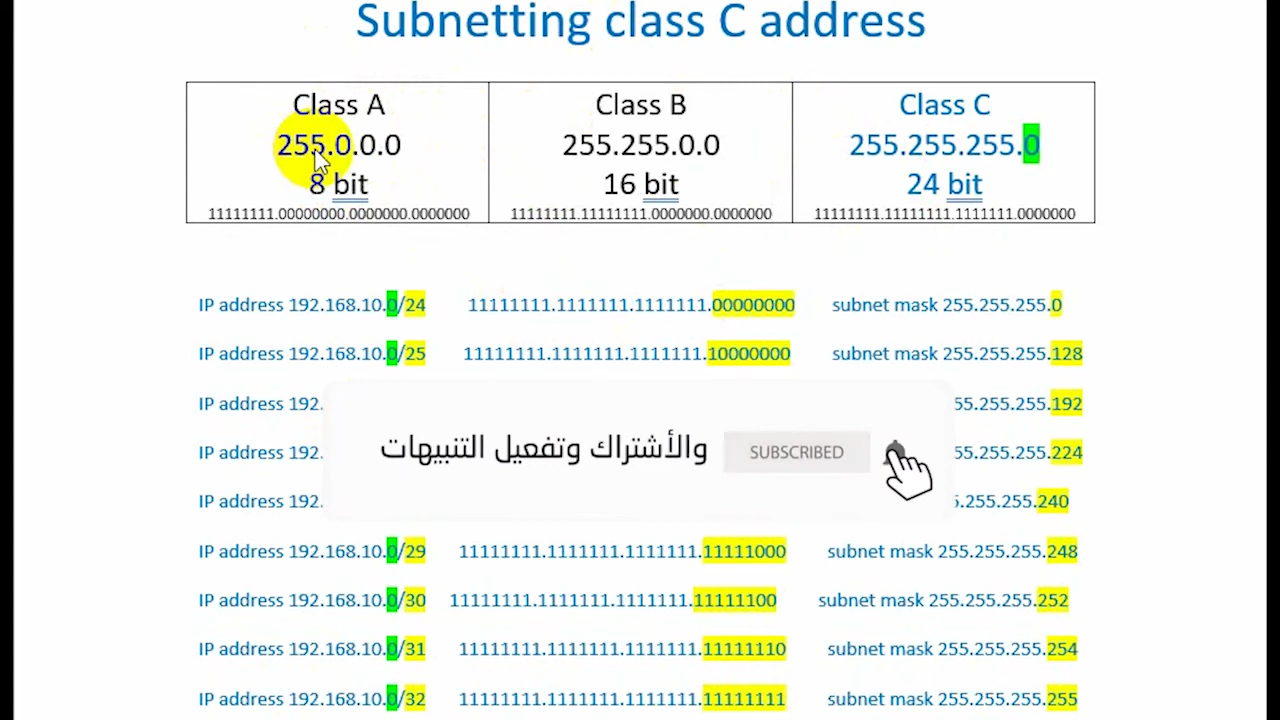 Subnetting class C address
Class A
255.0.0.0
8 bit
11111111.00000000.0000000.0000000
Class B
255.255.0.0
16 bit
11111111.11111111.0000000.0000000
Class C
255.255.255.0
24 bit
11111111.11111111.1111111.0000000
IP address 192.168.10.0/24 11111111.1111111.1111111.00000000 subnet mask 255.255.255.0
IP address 192.168.10.0/25 11111111.1111111.1111111.10000000 subnet mask 255.255.255.128
IP address 192. 55.255.255.192
IP address 192. 55.255.255.224
IP address 192. 5.255.255.240
والأشتراك وتفعيل التنبيهات SUBSCRIBED
IP address 192.168.10.0/29 11111111.1111111.1111111.11111000 subnet mask 255.255.255.248
IP address 192.168.10.0/30 11111111.1111111.1111111.11111100 subnet mask 255.255.255.252
IP address 192.168.10.0/31 11111111.1111111.1111111.11111110 subnet mask 255.255.255.254
IP address 192.168.10.0/32 11111111.1111111.1111111.11111111 subnet mask 255.255.255.255